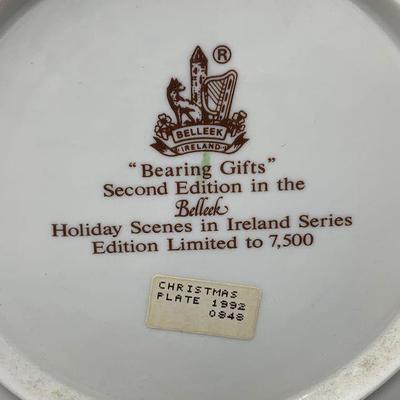 ®
BELLEEK
IRELAND
"Bearing Gifts"
Second Edition in the
Belleek
Holiday Scenes in Ireland Series
Edition Limited to 7,500
CHRISTMAS
PLATE 1992
0848